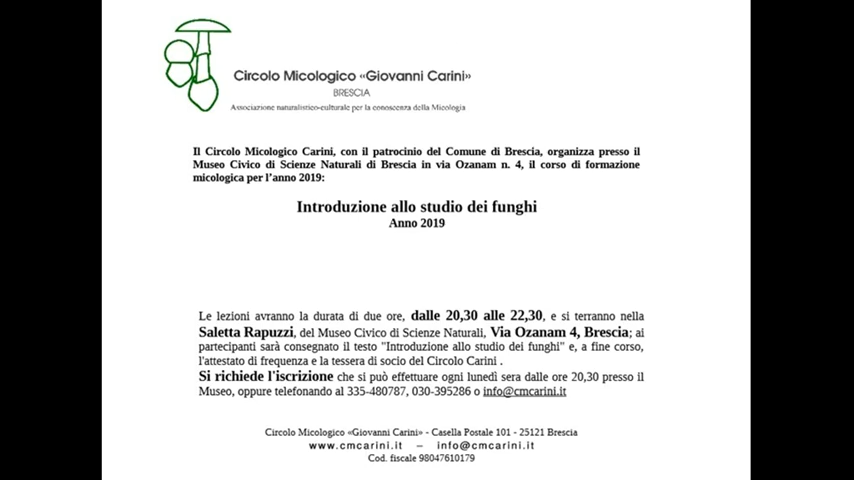 Circolo Micologico «Giovanni Carini»
BRESCIA
Associazione naturalistico-culturale per la conoscenza della Micologia
Il Circolo Micologico Carini, con il patrocinio del Comune di Brescia, organizza presso il
Museo Civico di Scienze Naturali di Brescia in via Ozanam n. 4, il corso di formazione
micologica per l'anno 2019:
Introduzione allo studio dei funghi
Anno 2019
Le lezioni avranno la durata di due ore, dalle 20,30 alle 22,30, e si terranno nella
Saletta Rapuzzi, del Museo Civico di Scienze Naturali, Via Ozanam 4, Brescia; ai
partecipanti sarà consegnato il testo "Introduzione allo studio dei funghi" e, a fine corso,
l'attestato di frequenza e la tessera di socio del Circolo Carini .
Si richiede l'iscrizione che si può effettuare ogni lunedì sera dalle ore 20,30 presso il
Museo, oppure telefonando al 335-480787, 030-395286 o info@cmcarini.it
Circolo Micologico «Giovanni Carini» - Casella Postale 101 - 25121 Brescia
www.cmcarini.it – info@cmcarini.it
Cod. fiscale 98047610179